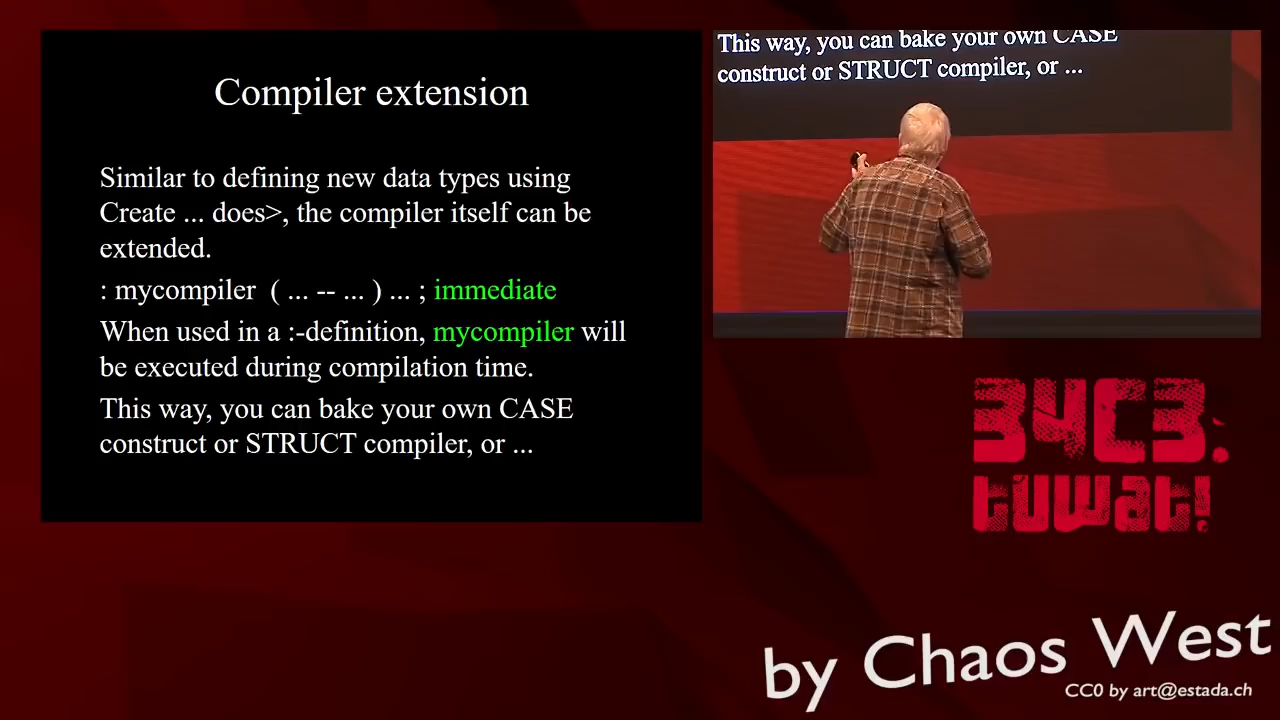 Compiler extension
Similar to defining new data types using
Create ... does>, the compiler itself can be
extended.
: mycompiler ( ... -- ... ) ... ; immediate
When used in a :-definition, mycompiler will
be executed during compilation time.
This way, you can bake your own CASE
construct or STRUCT compiler, or ...
This way, you can bake your own CASE
construct or STRUCT compiler, or ...
34C3:
tuwat!
by Chaos West
CC0 by art@estada.ch